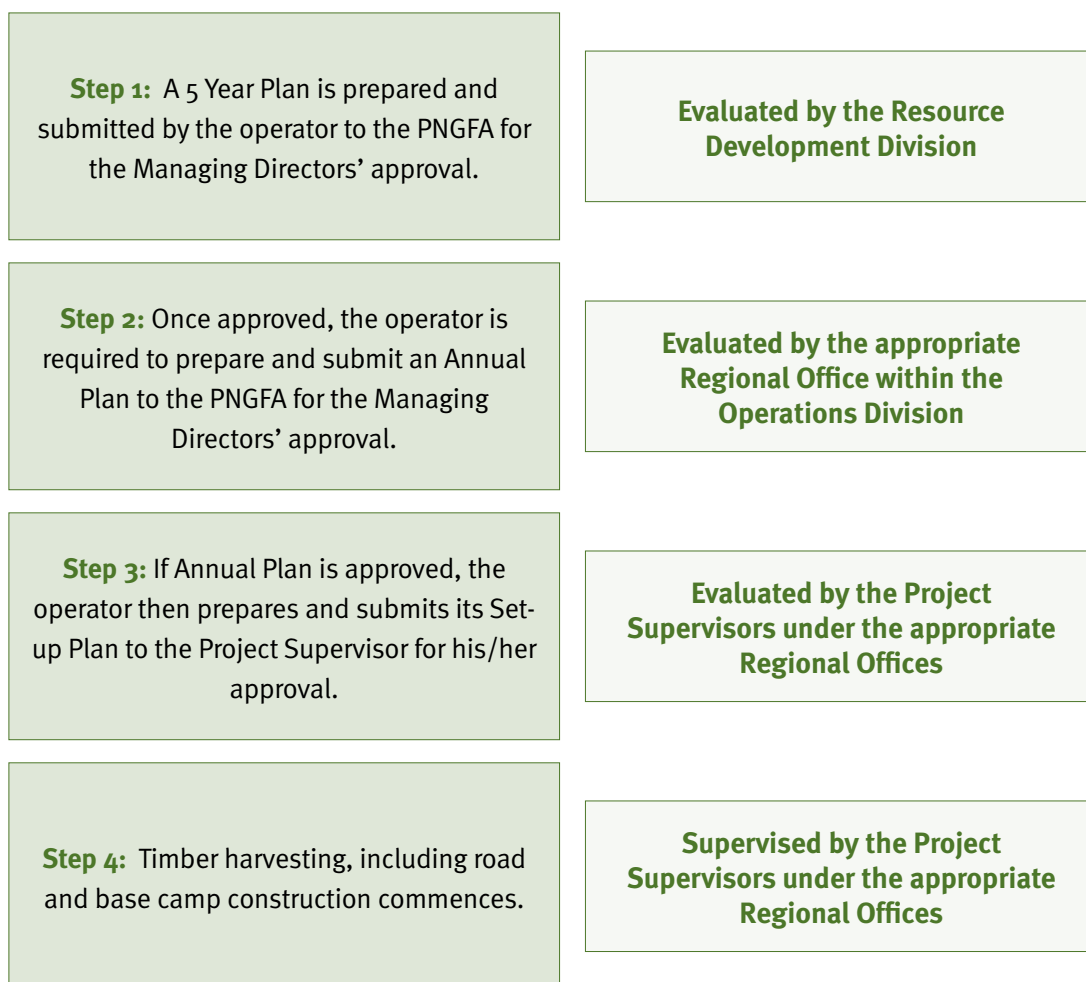 Step 1: A 5 Year Plan is prepared and
submitted by the operator to the PNGFA for
the Managing Directors’ approval.
Evaluated by the Resource
Development Division
Step 2: Once approved, the operator is
required to prepare and submit an Annual
Plan to the PNGFA for the Managing
Directors’ approval.
Evaluated by the appropriate
Regional Office within the
Operations Division
Step 3: If Annual Plan is approved, the
operator then prepares and submits its Set-
up Plan to the Project Supervisor for his/her
approval.
Evaluated by the Project
Supervisors under the appropriate
Regional Offices
Step 4: Timber harvesting, including road
and base camp construction commences.
Supervised by the Project
Supervisors under the appropriate
Regional Offices